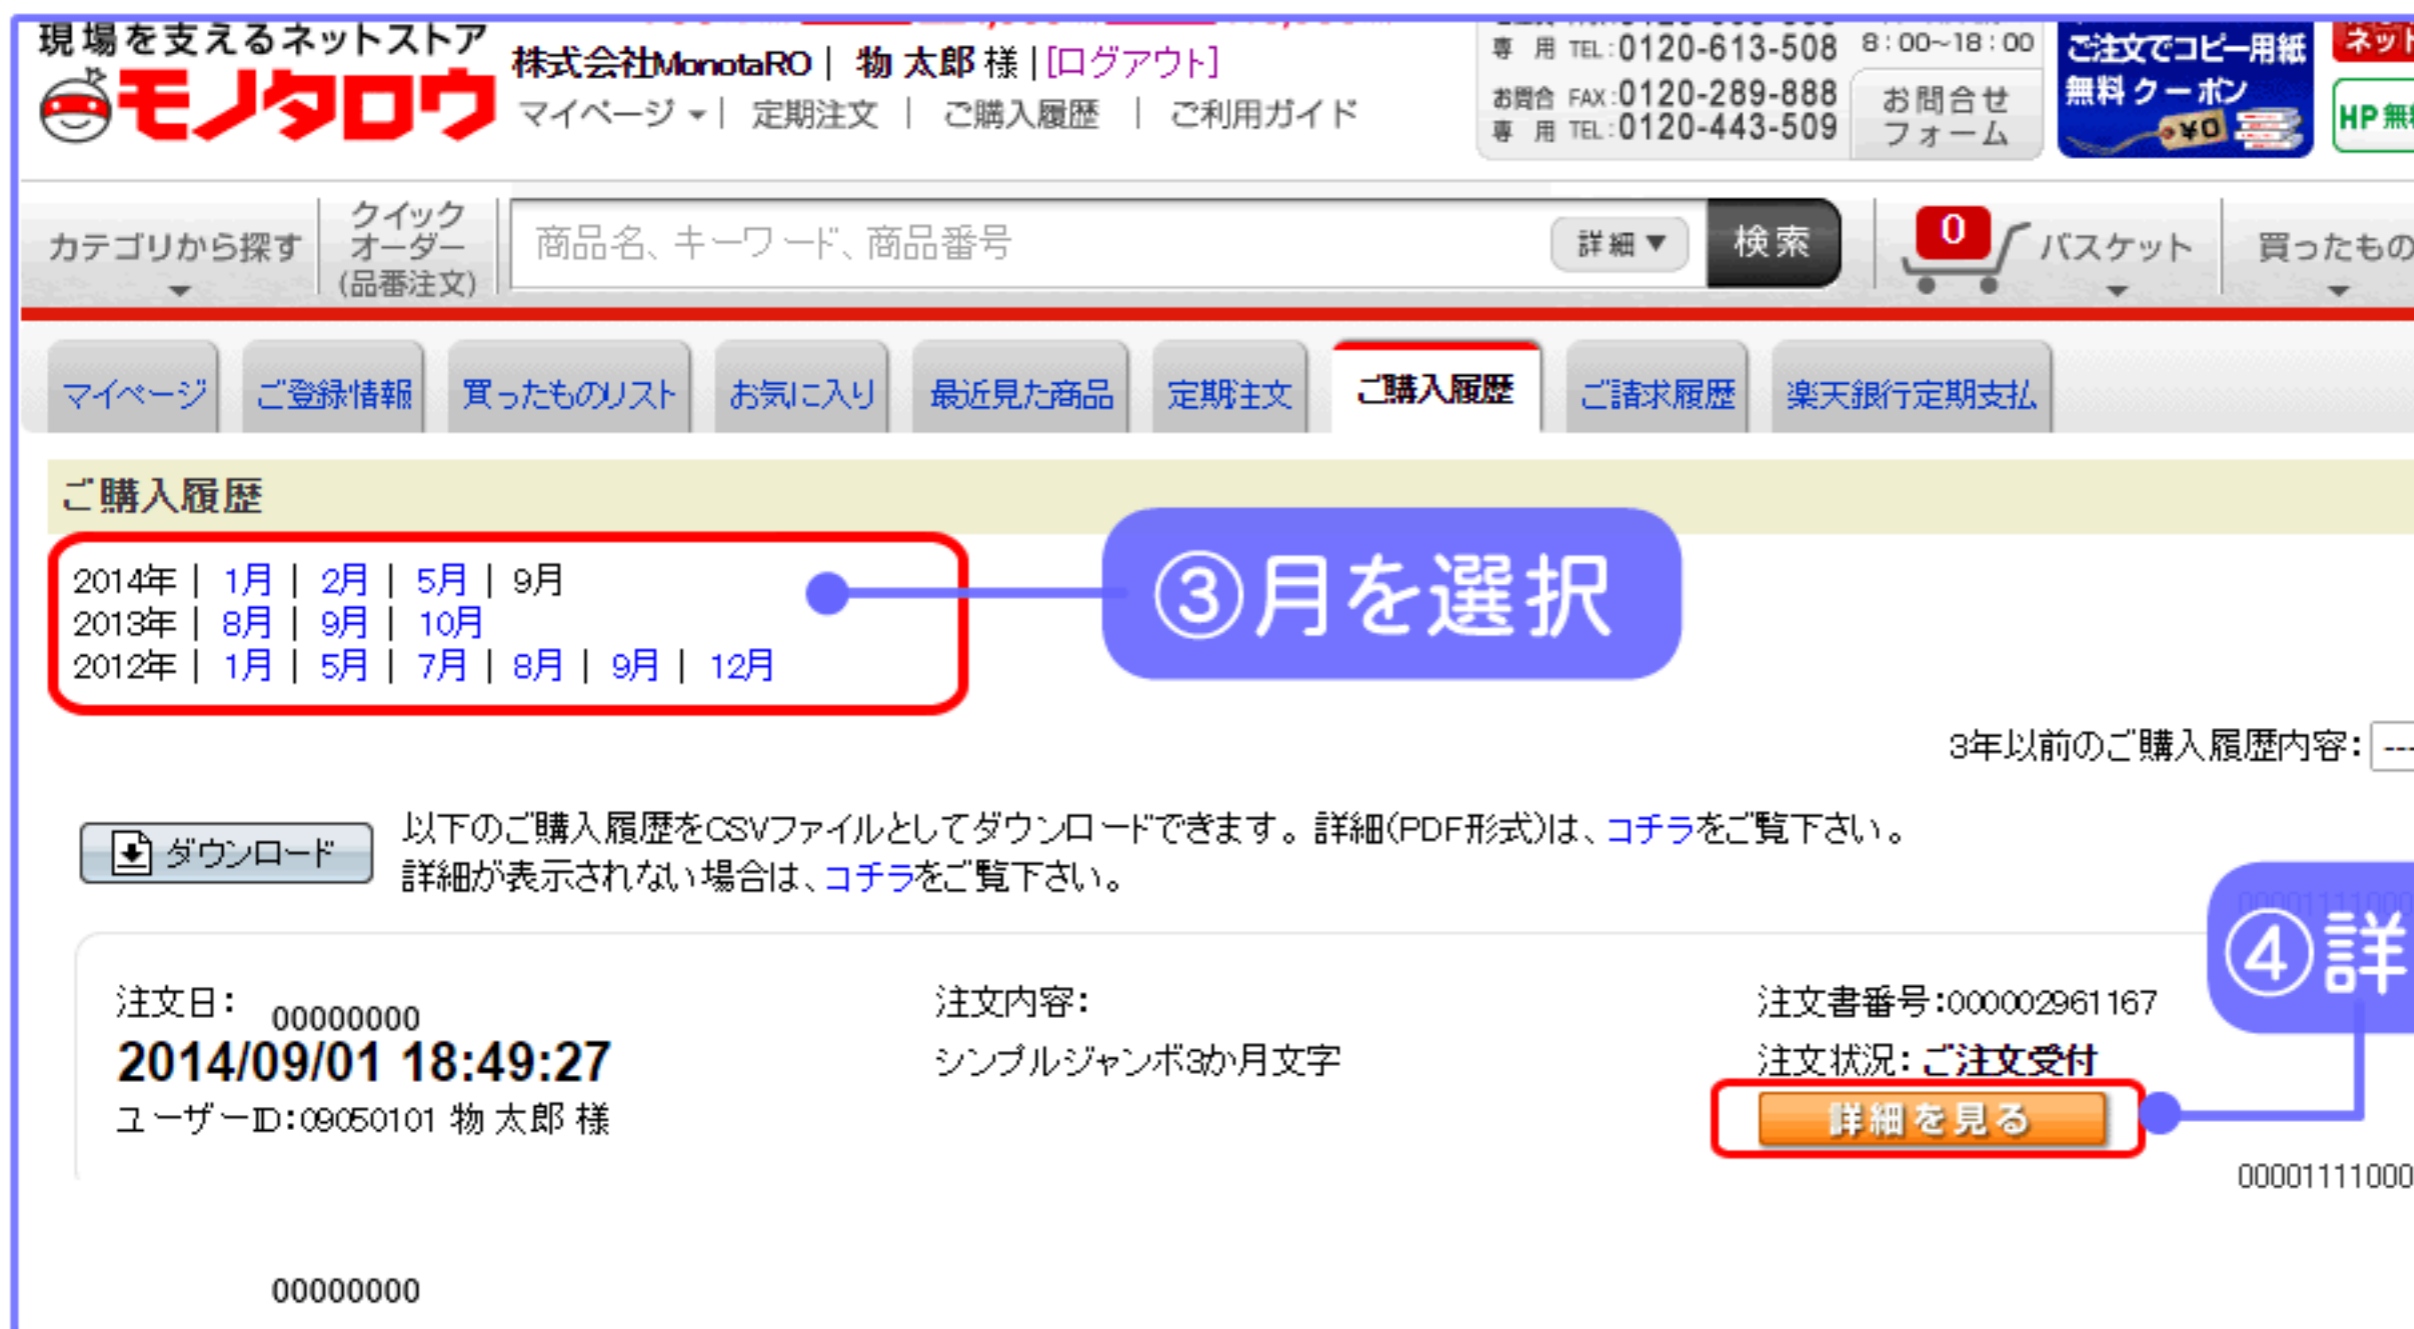 現場を支えるネットストア
モノタロウ
株式会社MonotaRO | 物 太郎 様 | [ログアウト]
マイページ ▾ | 定期注文 | ご購入履歴 | ご利用ガイド
専 用 TEL:0120-613-508
8:00~18:00
お問合 FAX:0120-289-888
専 用 TEL:0120-443-509
お問合せ
フォーム
ご注文でコピー用紙
無料クーポン
¥0
ネット
HP無料
カテゴリから探す
クイック
オーダー
(品番注文)
商品名、キーワード、商品番号
詳細▼
検索
0
バスケット
買ったもの
マイページ
ご登録情報
買ったものリスト
お気に入り
最近見た商品
定期注文
ご購入履歴
ご請求履歴
楽天銀行定期支払
ご購入履歴
2014年 | 1月 | 2月 | 5月 | 9月
2013年 | 8月 | 9月 | 10月
2012年 | 1月 | 5月 | 7月 | 8月 | 9月 | 12月
③月を選択
3年以前のご購入履歴内容: ---
ダウンロード
以下のご購入履歴をCSVファイルとしてダウンロードできます。詳細(PDF形式)は、コチラをご覧下さい。
詳細が表示されない場合は、コチラをご覧下さい。
00001111000
④詳
注文日:
00000000
2014/09/01 18:49:27
ユーザーID:09050101 物 太郎 様
注文内容:
シンプルジャンボ3か月文字
注文書番号:000002961167
注文状況:ご注文受付
詳細を見る
00001111000
00000000